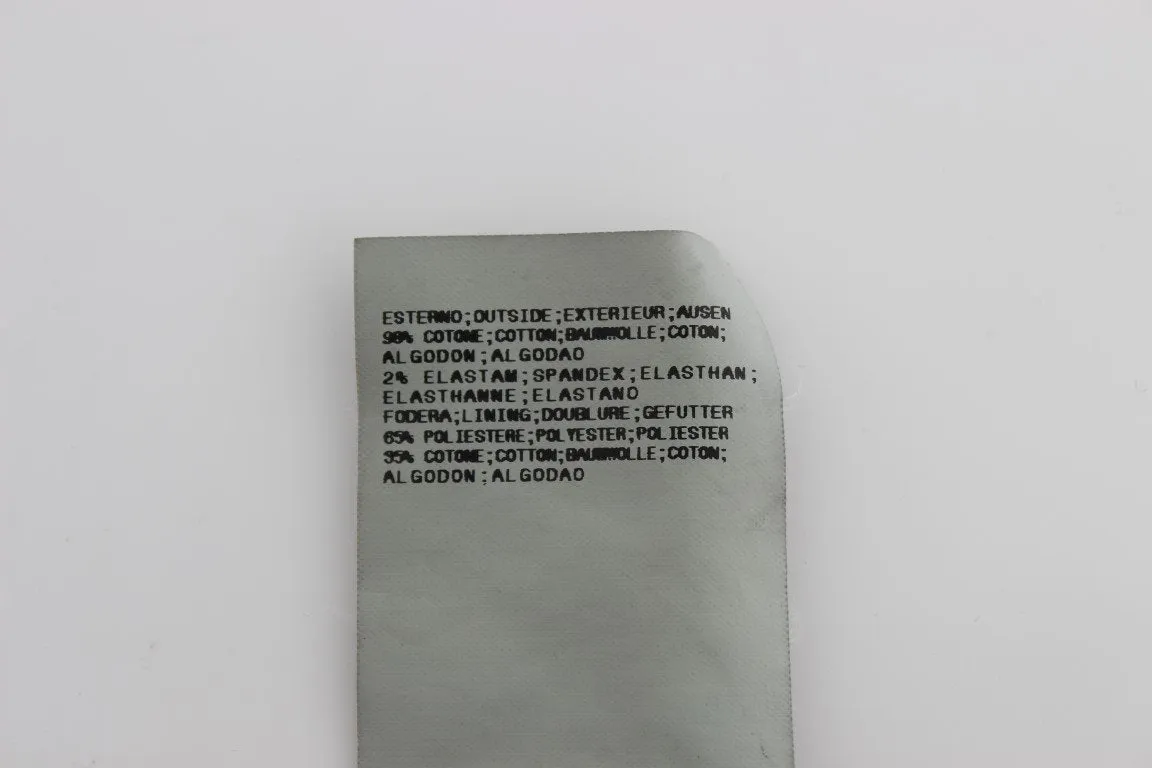 ESTERNO;OUTSIDE;EXTERIEUR;AUSEN
98% COTONE;COTTON;BAUMWOLLE;COTON;
ALGODON;ALGODAO
2% ELASTAM;SPANDEX;ELASTHAN;
ELASTHANNE;ELASTANO
FODERA;LINING;DOUBLURE;GEFUTTER
65% POLIESTERE;POLYESTER;POLIESTER
35% COTONE;COTTON;BAUMWOLLE;COTON;
ALGODON;ALGODAO